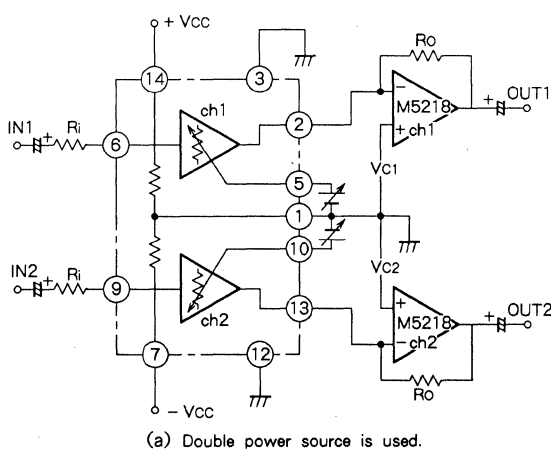 + Vcc
14
3
ch1
2
Ro
M5218
ch1
OUT1
IN1
+
Ri
6
5
1
10
VC1
VC2
IN2
+
Ri
9
ch2
13
M5218
ch2
OUT2
Ro
7
12
- Vcc
(a) Double power source is used.